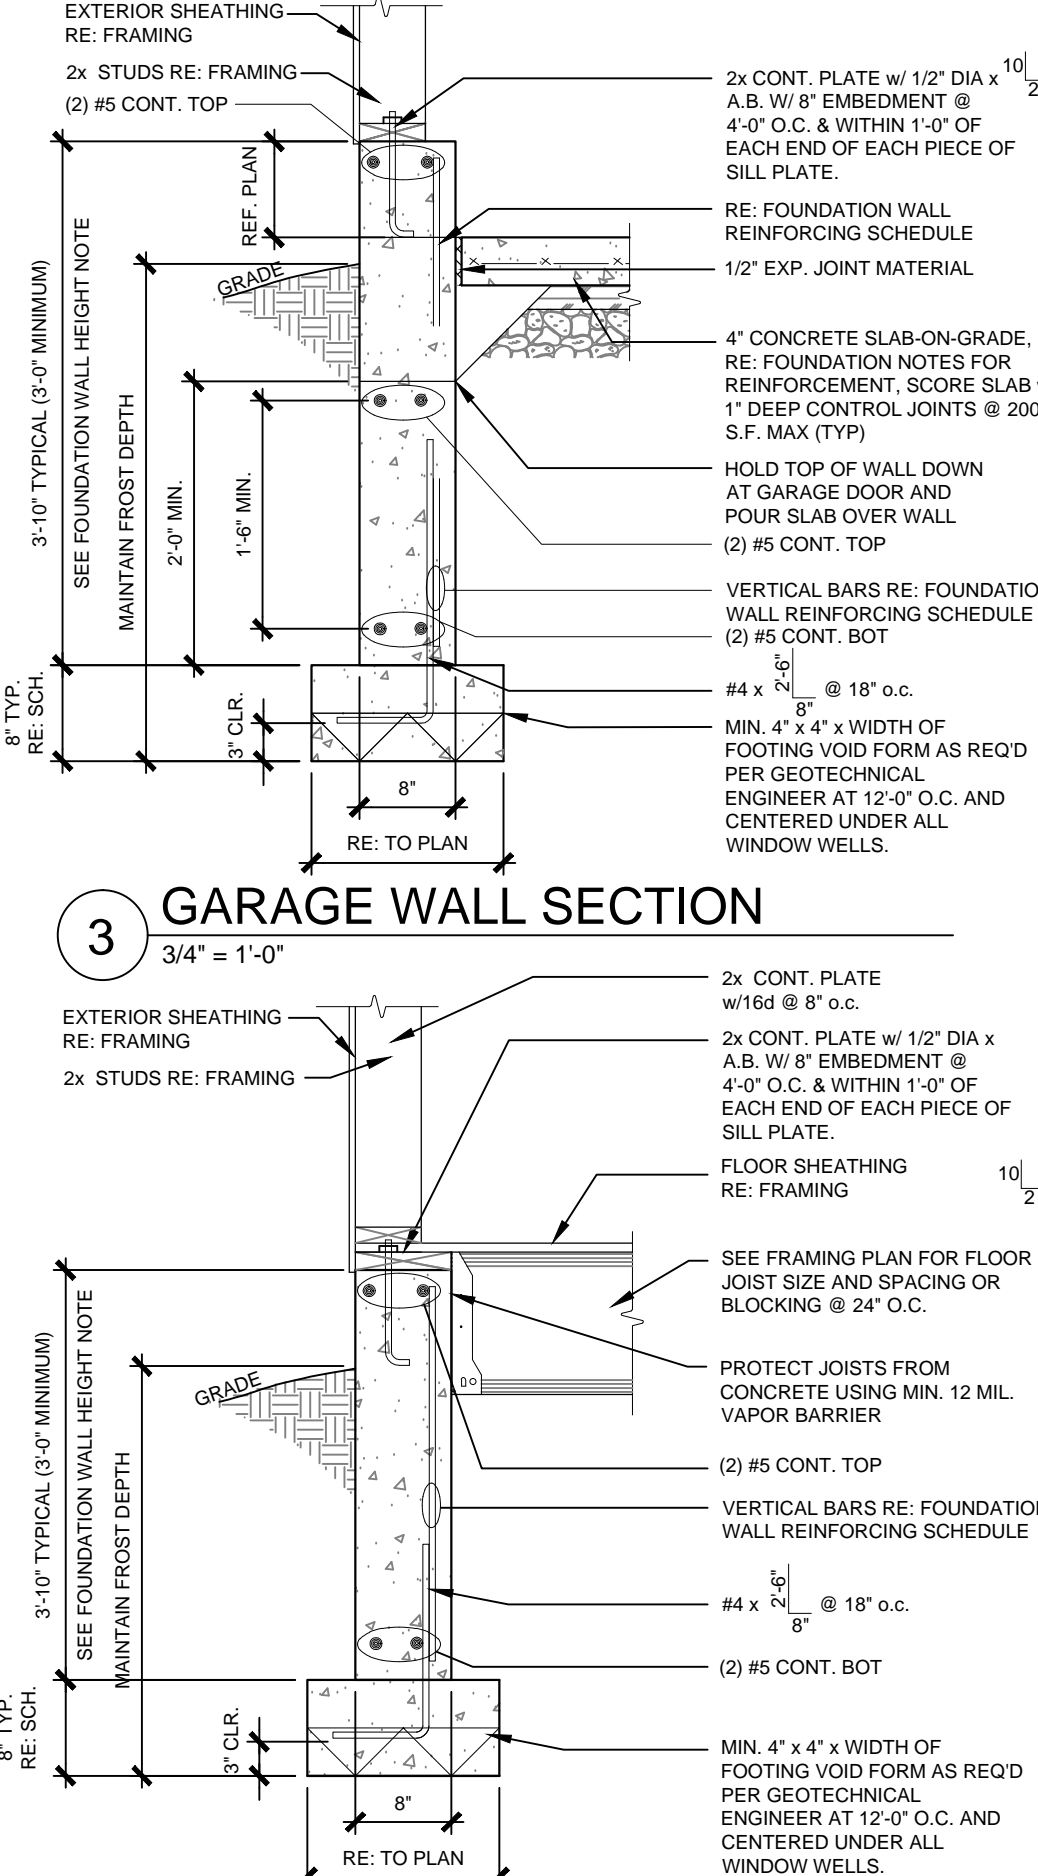 EXTERIOR SHEATHING
RE: FRAMING
2x STUDS RE: FRAMING
(2) #5 CONT. TOP
2x CONT. PLATE w/ 1/2" DIA x
10
2
A.B. W/ 8" EMBEDMENT @
4'-0" O.C. & WITHIN 1'-0" OF
EACH END OF EACH PIECE OF
SILL PLATE.
RE: FOUNDATION WALL
REINFORCING SCHEDULE
1/2" EXP. JOINT MATERIAL
4" CONCRETE SLAB-ON-GRADE,
RE: FOUNDATION NOTES FOR
REINFORCEMENT, SCORE SLAB
1" DEEP CONTROL JOINTS @ 200
S.F. MAX (TYP)
HOLD TOP OF WALL DOWN
AT GARAGE DOOR AND
POUR SLAB OVER WALL
(2) #5 CONT. TOP
VERTICAL BARS RE: FOUNDATIO
WALL REINFORCING SCHEDULE
(2) #5 CONT. BOT
#4 x 2'-6" 8" @ 18" o.c.
MIN. 4" x 4" x WIDTH OF
FOOTING VOID FORM AS REQ'D
PER GEOTECHNICAL
ENGINEER AT 12'-0" O.C. AND
CENTERED UNDER ALL
WINDOW WELLS.
REF. PLAN
GRADE
3'-10" TYPICAL (3'-0" MINIMUM)
SEE FOUNDATION WALL HEIGHT NOTE
MAINTAIN FROST DEPTH
2'-0" MIN.
1'-6" MIN.
8" TYP.
RE: SCH.
3" CLR.
8"
RE: TO PLAN
3
GARAGE WALL SECTION
3/4" = 1'-0"
EXTERIOR SHEATHING
RE: FRAMING
2x STUDS RE: FRAMING
2x CONT. PLATE
w/16d @ 8" o.c.
2x CONT. PLATE w/ 1/2" DIA x
A.B. W/ 8" EMBEDMENT @
4'-0" O.C. & WITHIN 1'-0" OF
EACH END OF EACH PIECE OF
SILL PLATE.
FLOOR SHEATHING
RE: FRAMING
10
2
SEE FRAMING PLAN FOR FLOOR
JOIST SIZE AND SPACING OR
BLOCKING @ 24" O.C.
PROTECT JOISTS FROM
CONCRETE USING MIN. 12 MIL.
VAPOR BARRIER
(2) #5 CONT. TOP
VERTICAL BARS RE: FOUNDATIO
WALL REINFORCING SCHEDULE
#4 x 2'-6" 8" @ 18" o.c.
(2) #5 CONT. BOT
MIN. 4" x 4" x WIDTH OF
FOOTING VOID FORM AS REQ'D
PER GEOTECHNICAL
ENGINEER AT 12'-0" O.C. AND
CENTERED UNDER ALL
WINDOW WELLS.
GRADE
3'-10" TYPICAL (3'-0" MINIMUM)
SEE FOUNDATION WALL HEIGHT NOTE
MAINTAIN FROST DEPTH
8" TYP.
RE: SCH.
3" CLR.
8"
RE: TO PLAN